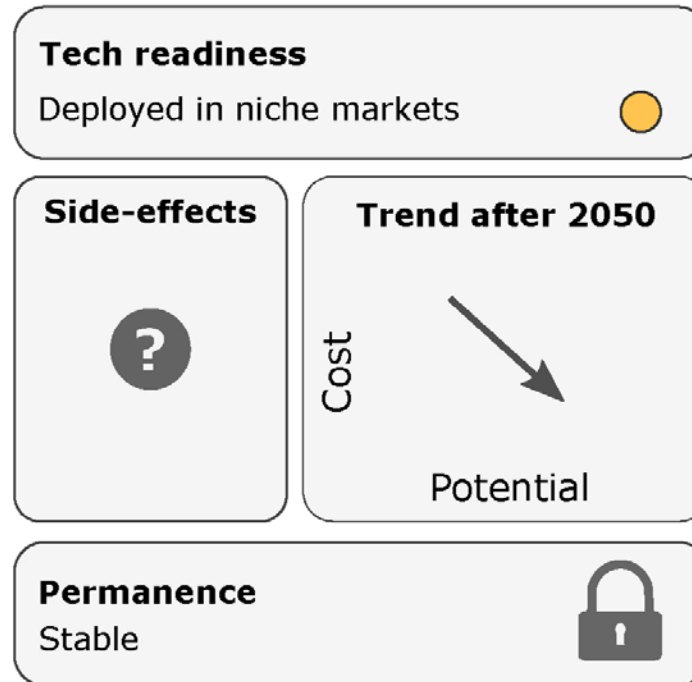 Tech readiness
Deployed in niche markets
Side-effects
?
Trend after 2050
Cost
Potential
Permanence
Stable